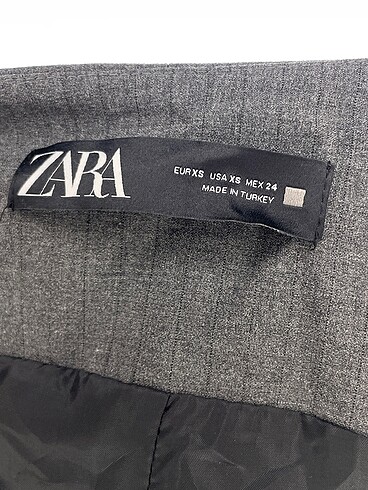 ZARA
EUR XS USA XS MEX 24
MADE IN TURKEY